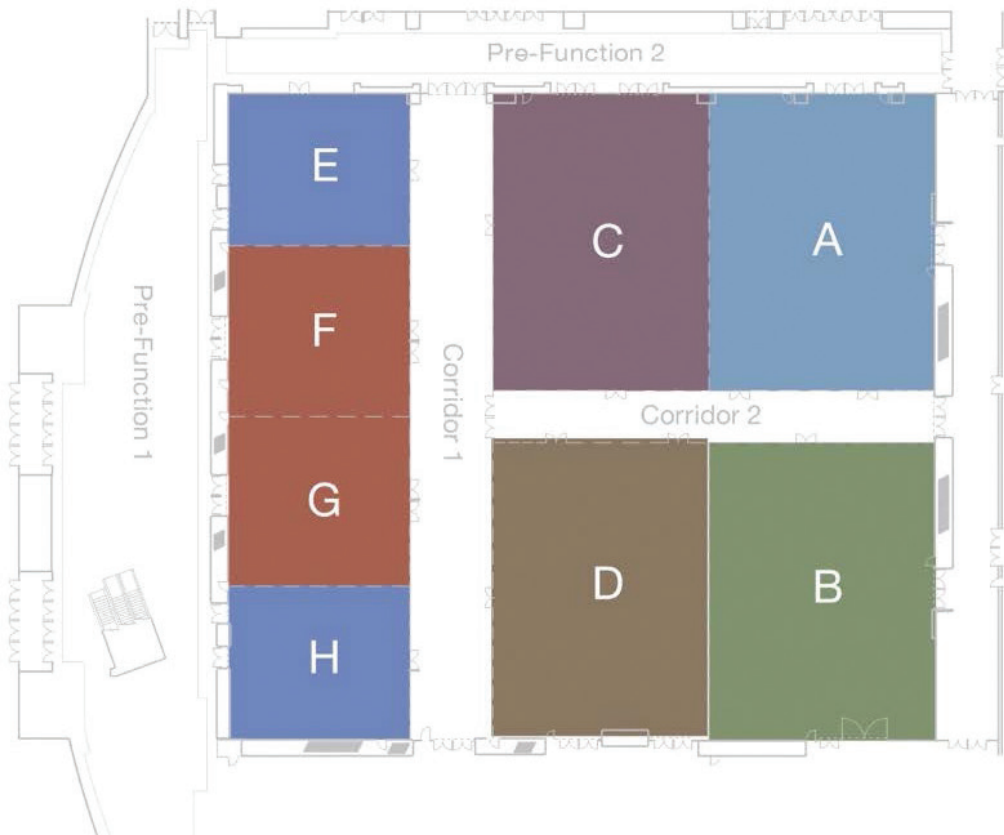 Pre-Function 2
E
C
A
F
Pre-Function 1
Corridor 1
Corridor 2
G
D
B
H